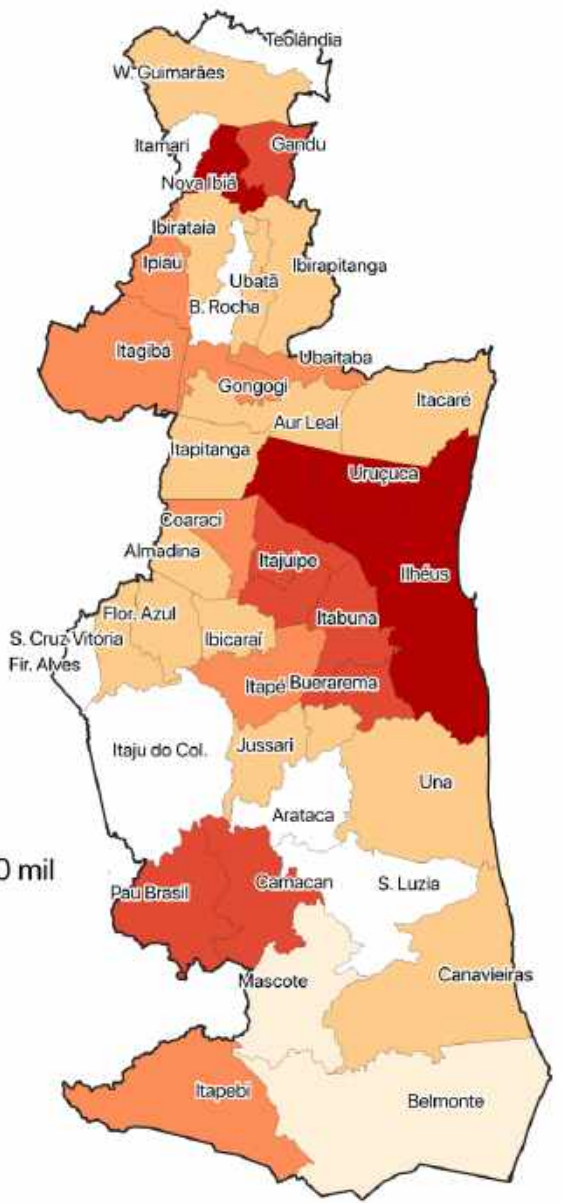 Teolândia
W. Guimarães
Itamari
Gandu
Nova Ibiá
Ibirataia
Ipiaú
Ibirapitanga
Ubatã
B. Rocha
Itagibá
Ubaitaba
Gongogi
Itacaré
Aur Leal
Itapitanga
Uruçuca
Coaraci
Almadina
Itajuípe
Ilhéus
Flor. Azul
Itabuna
S. Cruz Vitória
Ibicaraí
Fir. Alves
Itapé
Buerarema
Itaju do Col.
Jussari
Una
Arataca
0 mil
Pau Brasil
Camacan
S. Luzia
Mascote
Canavieiras
Itapebi
Belmonte